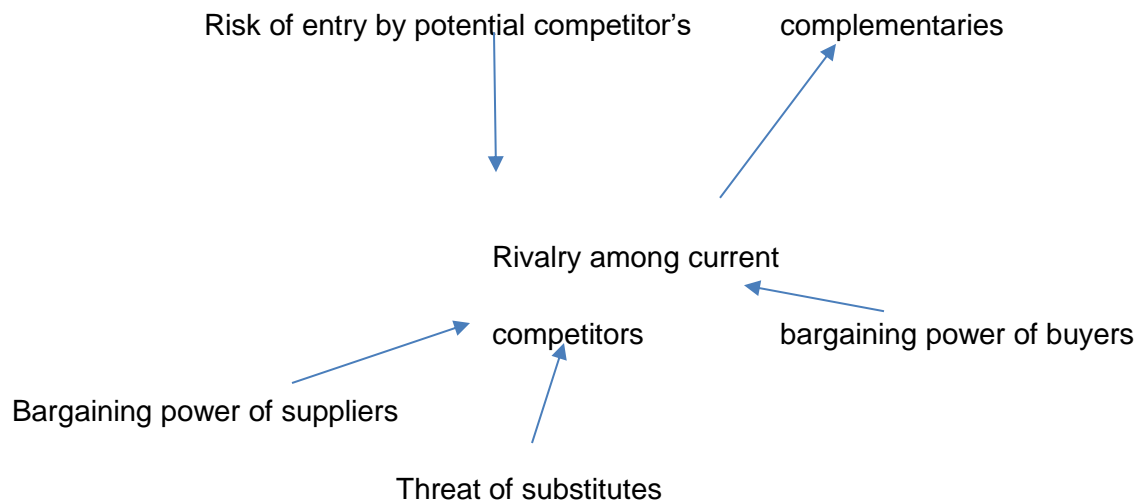 Risk of entry by potential competitor’s complementaries
Rivalry among current
competitors bargaining power of buyers
Bargaining power of suppliers
Threat of substitutes